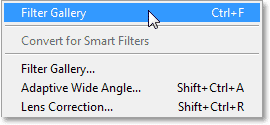 Filter Gallery Ctrl+F
Convert for Smart Filters
Filter Gallery...
Adaptive Wide Angle... Shift+Ctrl+A
Lens Correction... Shift+Ctrl+R